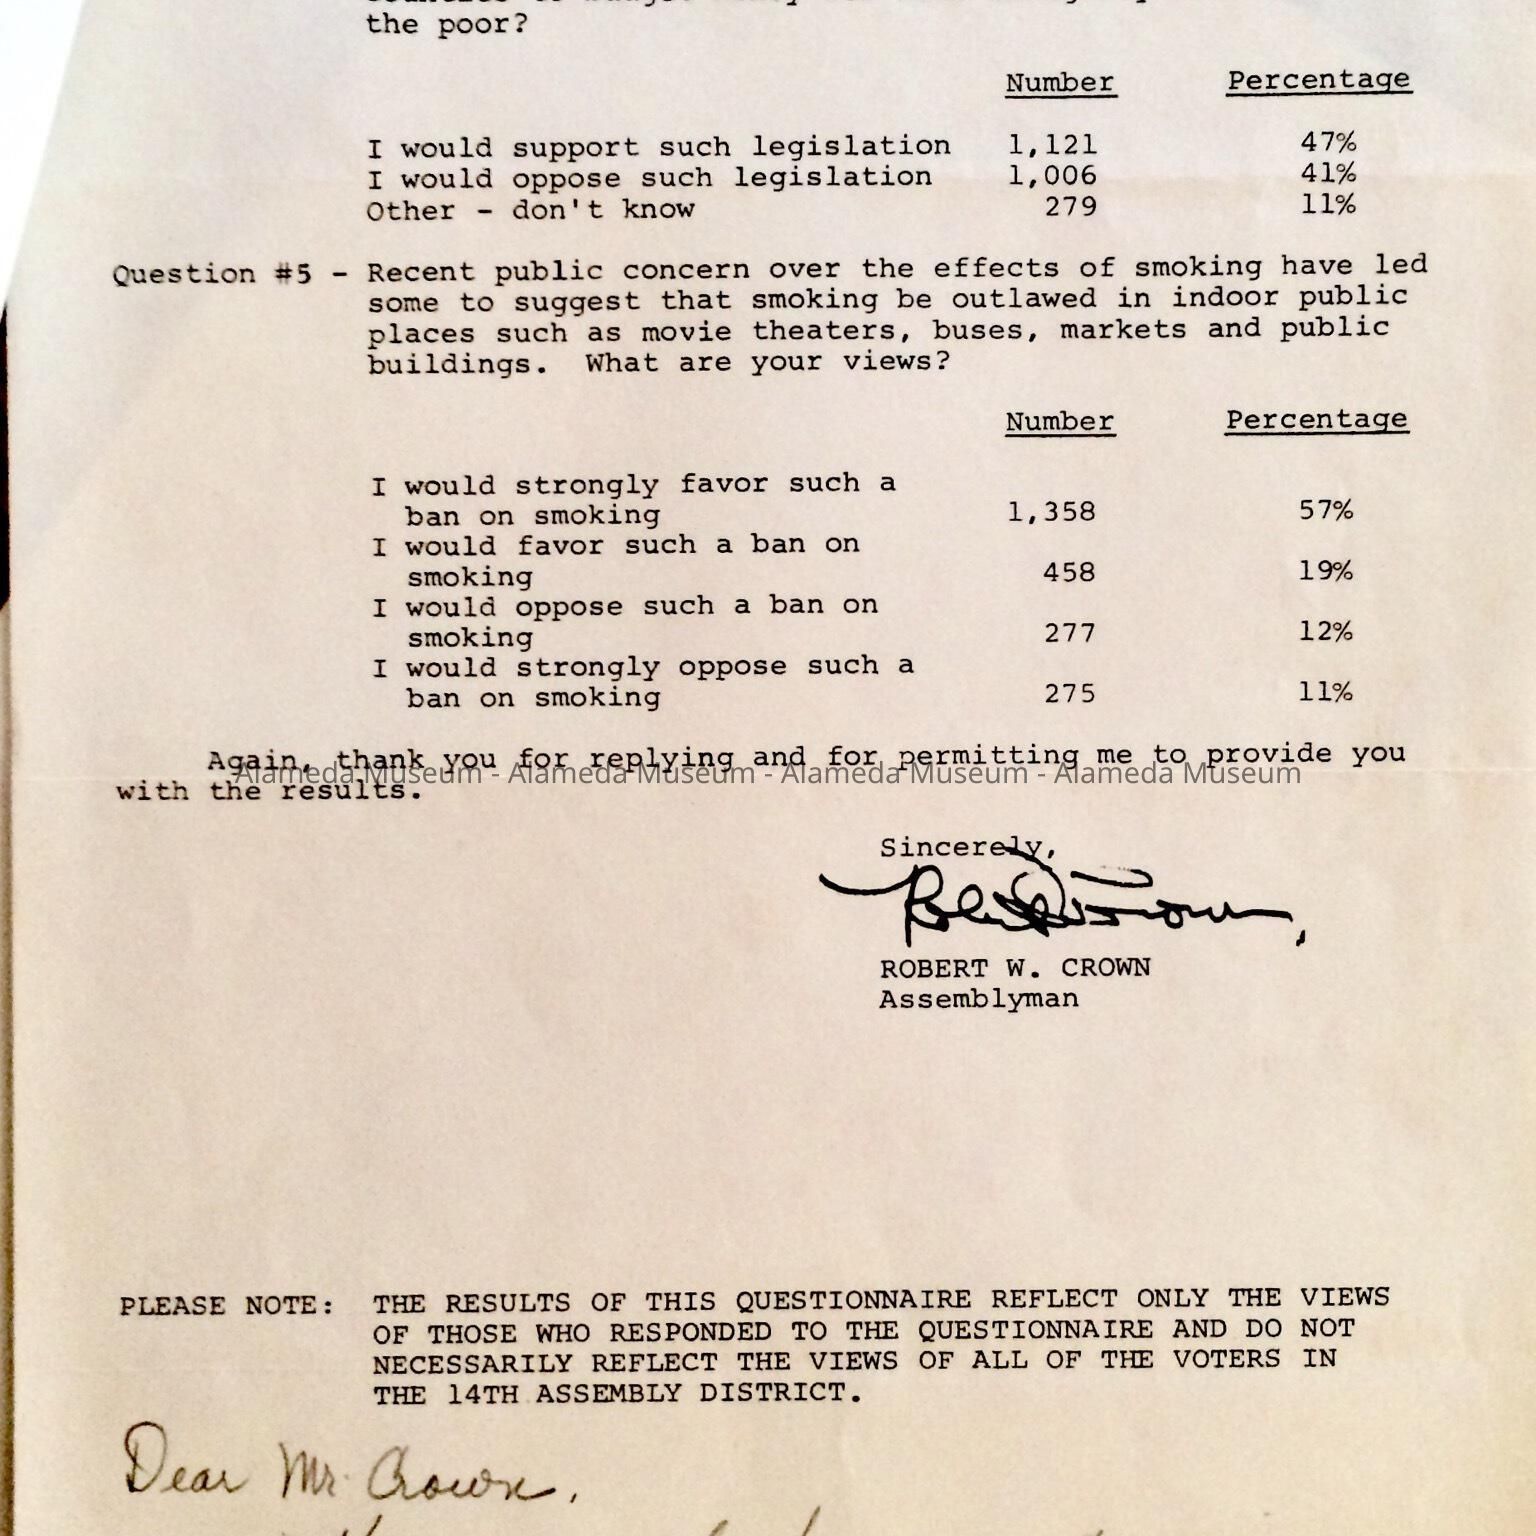 the poor?
Number Percentage
I would support such legislation 1,121 47%
I would oppose such legislation 1,006 41%
Other - don't know 279 11%
Question #5 - Recent public concern over the effects of smoking have led
some to suggest that smoking be outlawed in indoor public
places such as movie theaters, buses, markets and public
buildings. What are your views?
Number Percentage
I would strongly favor such a
ban on smoking 1,358 57%
I would favor such a ban on
smoking 458 19%
I would oppose such a ban on
smoking 277 12%
I would strongly oppose such a
ban on smoking 275 11%
Again, thank you for replying and for permitting me to provide you
Alameda Museum - Alameda Museum - Alameda Museum - Alameda Museum
with the results.
Sincerely,
Robert W. Crown
ROBERT W. CROWN
Assemblyman
PLEASE NOTE: THE RESULTS OF THIS QUESTIONNAIRE REFLECT ONLY THE VIEWS
OF THOSE WHO RESPONDED TO THE QUESTIONNAIRE AND DO NOT
NECESSARILY REFLECT THE VIEWS OF ALL OF THE VOTERS IN
THE 14TH ASSEMBLY DISTRICT.
Dear Mr. Crown,